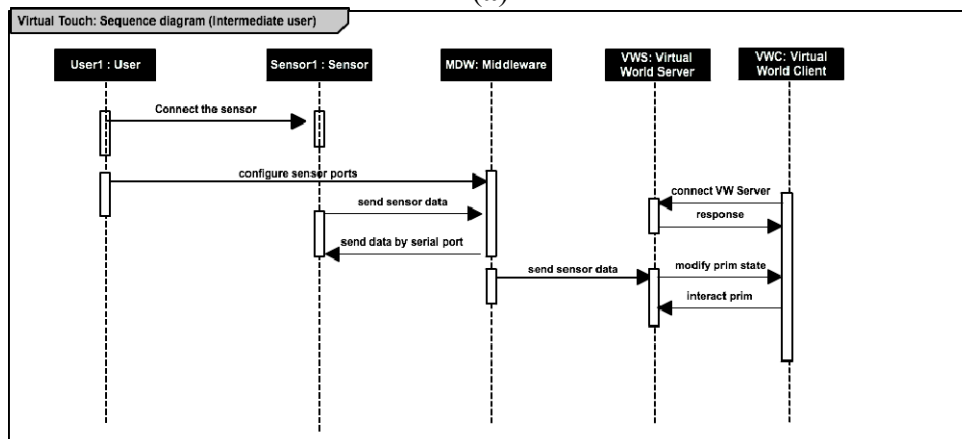 Virtual Touch: Sequence diagram (Intermediate user)
User1 : User
Sensor1 : Sensor
MDW: Middleware
VWS: Virtual
World Server
VWC: Virtual
World Client
Connect the sensor
configure sensor ports
connect VW Server
send sensor data
response
send data by serial port
send sensor data
modify prim state
interact prim